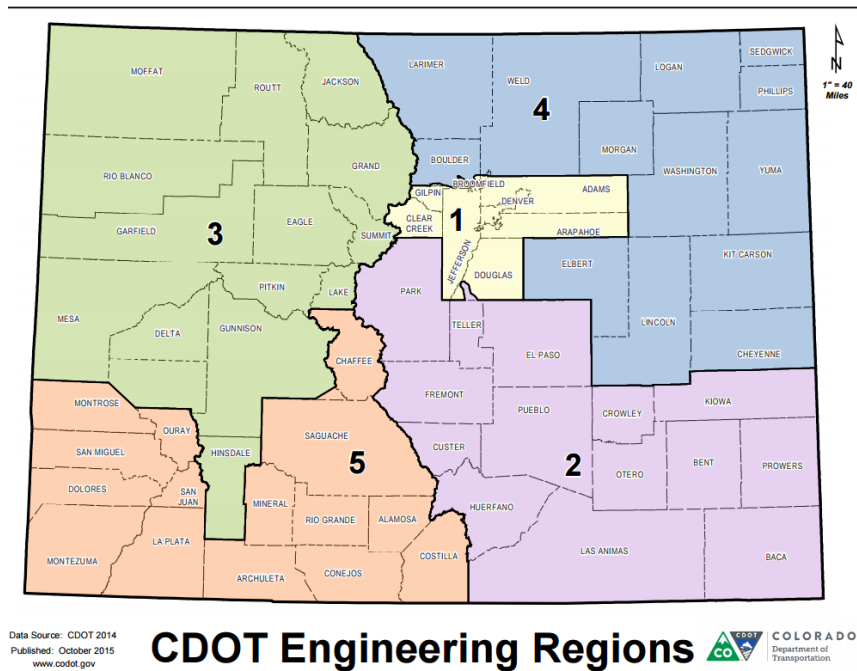 MOFFAT
ROUTT
JACKSON
LARIMER
WELD
LOGAN
SEDGWICK
PHILLIPS
N
1" = 40
Miles
4
RIO BLANCO
GRAND
BOULDER
MORGAN
WASHINGTON
YUMA
GILPIN
BROOMFIELD
DENVER
ADAMS
CLEAR
CREEK
1
ARAPAHOE
GARFIELD
3
EAGLE
SUMMIT
JEFFERSON
DOUGLAS
ELBERT
KIT CARSON
PITKIN
LAKE
PARK
MESA
DELTA
GUNNISON
TELLER
LINCOLN
CHEYENNE
CHAFFEE
EL PASO
MONTROSE
FREMONT
PUEBLO
CROWLEY
KIOWA
OURAY
SAGUACHE
SAN MIGUEL
HINSDALE
5
CUSTER
2
OTERO
BENT
PROWERS
DOLORES
SAN
JUAN
MINERAL
RIO GRANDE
ALAMOSA
HUERFANO
MONTEZUMA
LA PLATA
ARCHULETA
CONEJOS
COSTILLA
LAS ANIMAS
BACA
Data Source: CDOT 2014
Published: October 2015
www.codot.gov
CDOT Engineering Regions
CO
CDOT
COLORADO
Department of
Transportation